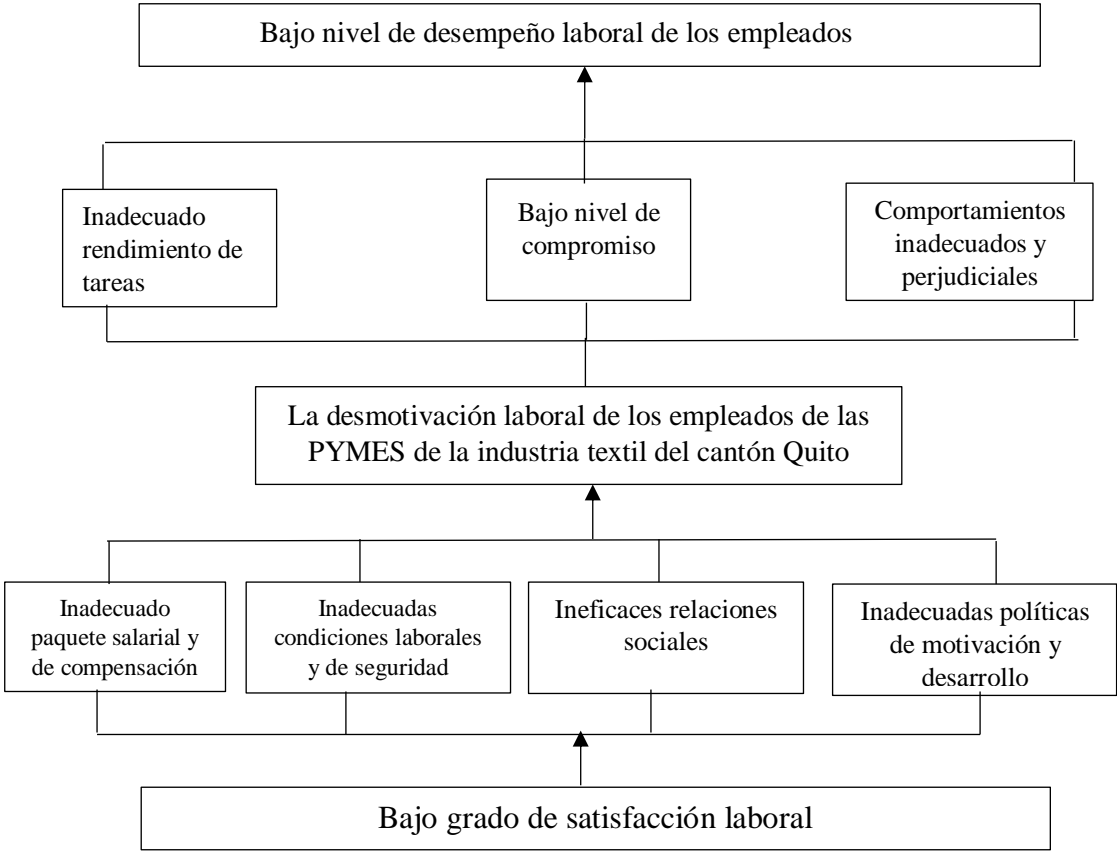 Bajo nivel de desempeño laboral de los empleados
Inadecuado
rendimiento de
tareas
Bajo nivel de
compromiso
Comportamientos
inadecuados y
perjudiciales
La desmotivación laboral de los empleados de las
PYMES de la industria textil del cantón Quito
Inadecuado
paquete salarial y
de compensación
Inadecuadas
condiciones laborales
y de seguridad
Ineficaces relaciones
sociales
Inadecuadas políticas
de motivación y
desarrollo
Bajo grado de satisfacción laboral